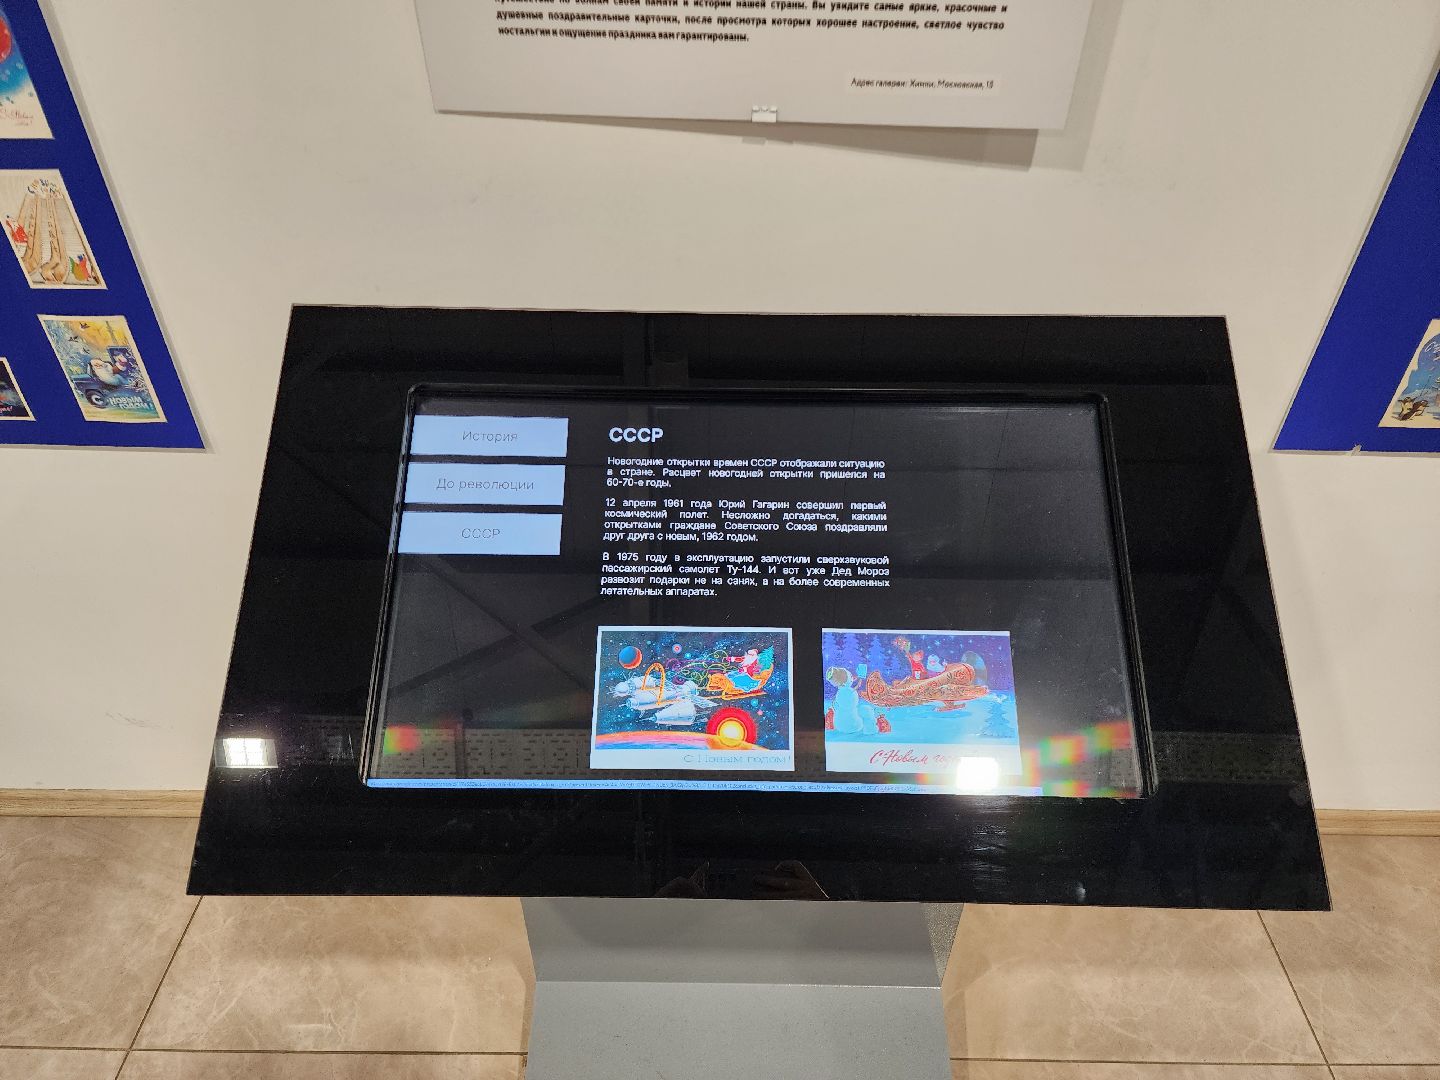 путешествие по волнам своей памяти и истории нашей страны. Вы увидите самые яркие, красочные и
душевные поздравительные карточки, после просмотра которых хорошее настроение, светлое чувство
ностальгии и ощущение праздника вам гарантированы.
Адрес галереи: Химки, Московская, 15
История
До революции
СССР
СССР
Новогодние открытки времен СССР отображали ситуацию
в стране. Расцвет новогодней открытки пришелся на
60-70-е годы.
12 апреля 1961 года Юрий Гагарин совершил первый
космический полет. Несложно догадаться, какими
открытками граждане Советского Союза поздравляли
друг друга с новым, 1962 годом.
В 1975 году в эксплуатацию запустили сверхзвуковой
пассажирский самолет Ту-144. И вот уже Дед Мороз
развозит подарки не на санях, а на более современных
летательных аппаратах.
С Новым годом!
С Новым
С НОВЫМ
ГОДОМ!